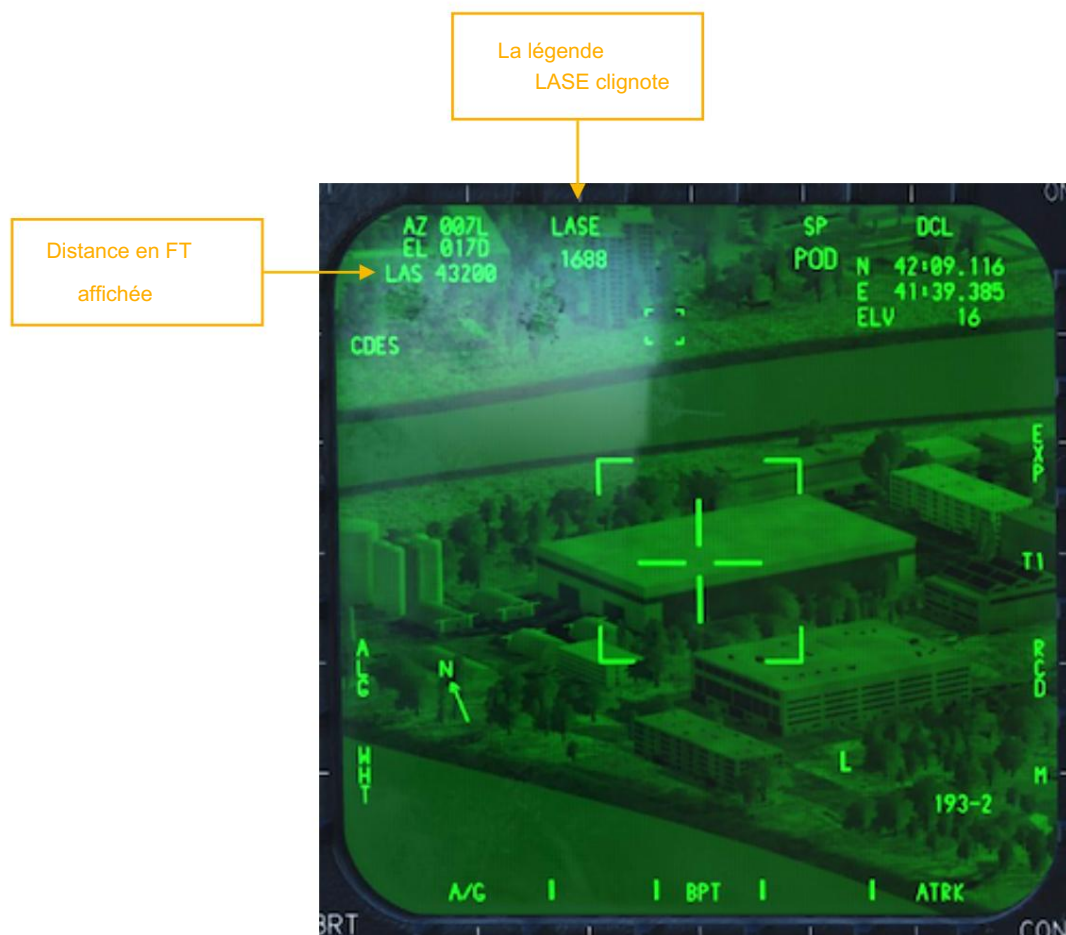 La légende
LASE clignote
Distance en FT
affichée
AZ 007L
EL 017D
LAS 43200
LASE
1688
SP
DCL
POD
N 42:09.116
E 41:39.385
ELV 16
CDES
EXP
T1
RCD
M
ALG
WHT
N
L
193-2
A/G
BPT
ATRK
BRT
CON